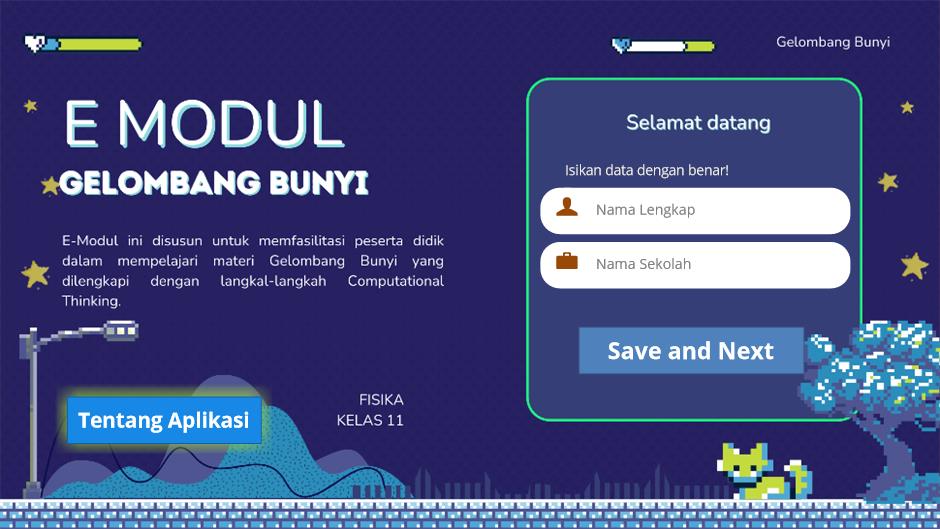 Gelombang Bunyi
E MODUL
GELOMBANG BUNYI
E-Modul ini disusun untuk memfasilitasi peserta didik
dalam mempelajari materi Gelombang Bunyi yang
dilengkapi dengan langkal-langkah Computational
Thinking.
FISIKA
KELAS 11
Tentang Aplikasi
Selamat datang
Isikan data dengan benar!
Nama Lengkap
Nama Sekolah
Save and Next